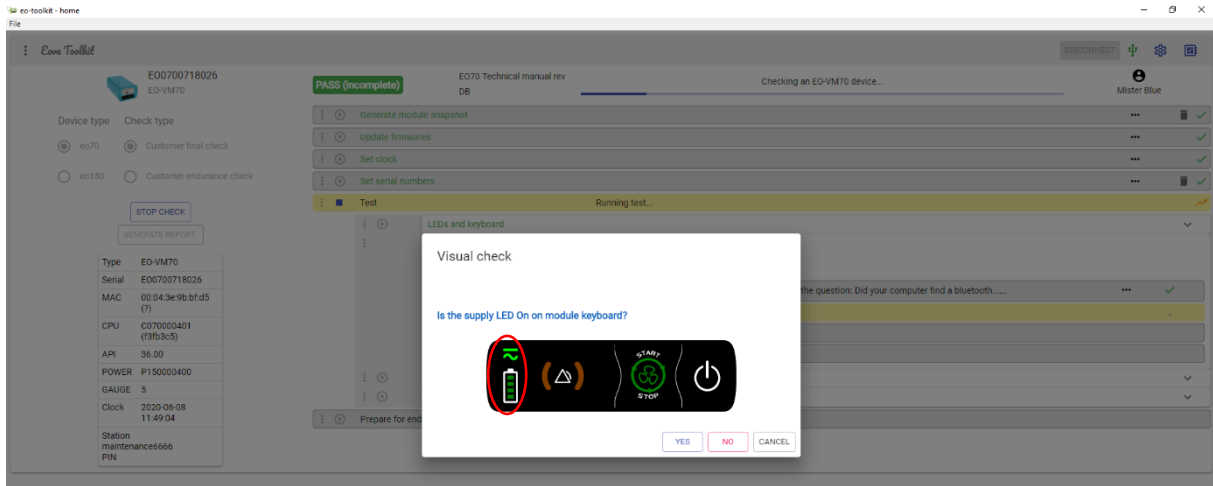 eo-toolkit - home
File
Eove Toolkit
DISCONNECT
EO0700718026
EO-VM70
PASS (Incomplete)
EO70 Technical manual rev
DB
Checking an EO-VM70 device...
Mister Blue
Device type Check type
eo70 Customer final check
eo150 Customer endurance check
STOP CHECK
GENERATE REPORT
Type EO-VM70
Serial EO0700718026
MAC 00:04:3e:9b:bf:d5
(?)
CPU C070000401
(f3fb3c5)
API 36.00
POWER P150000400
GAUGE 5
Clock 2020-06-08
11:49:04
Station
maintenance6666
PIN
Generate module snapshot
Update firmwares
Set clock
Set serial numbers
Test Running test...
LEDs and keyboard
the question: Did your computer find a bluetooth......
Prepare for end
Visual check
Is the supply LED On on module keyboard?
START
STOP
YES NO CANCEL